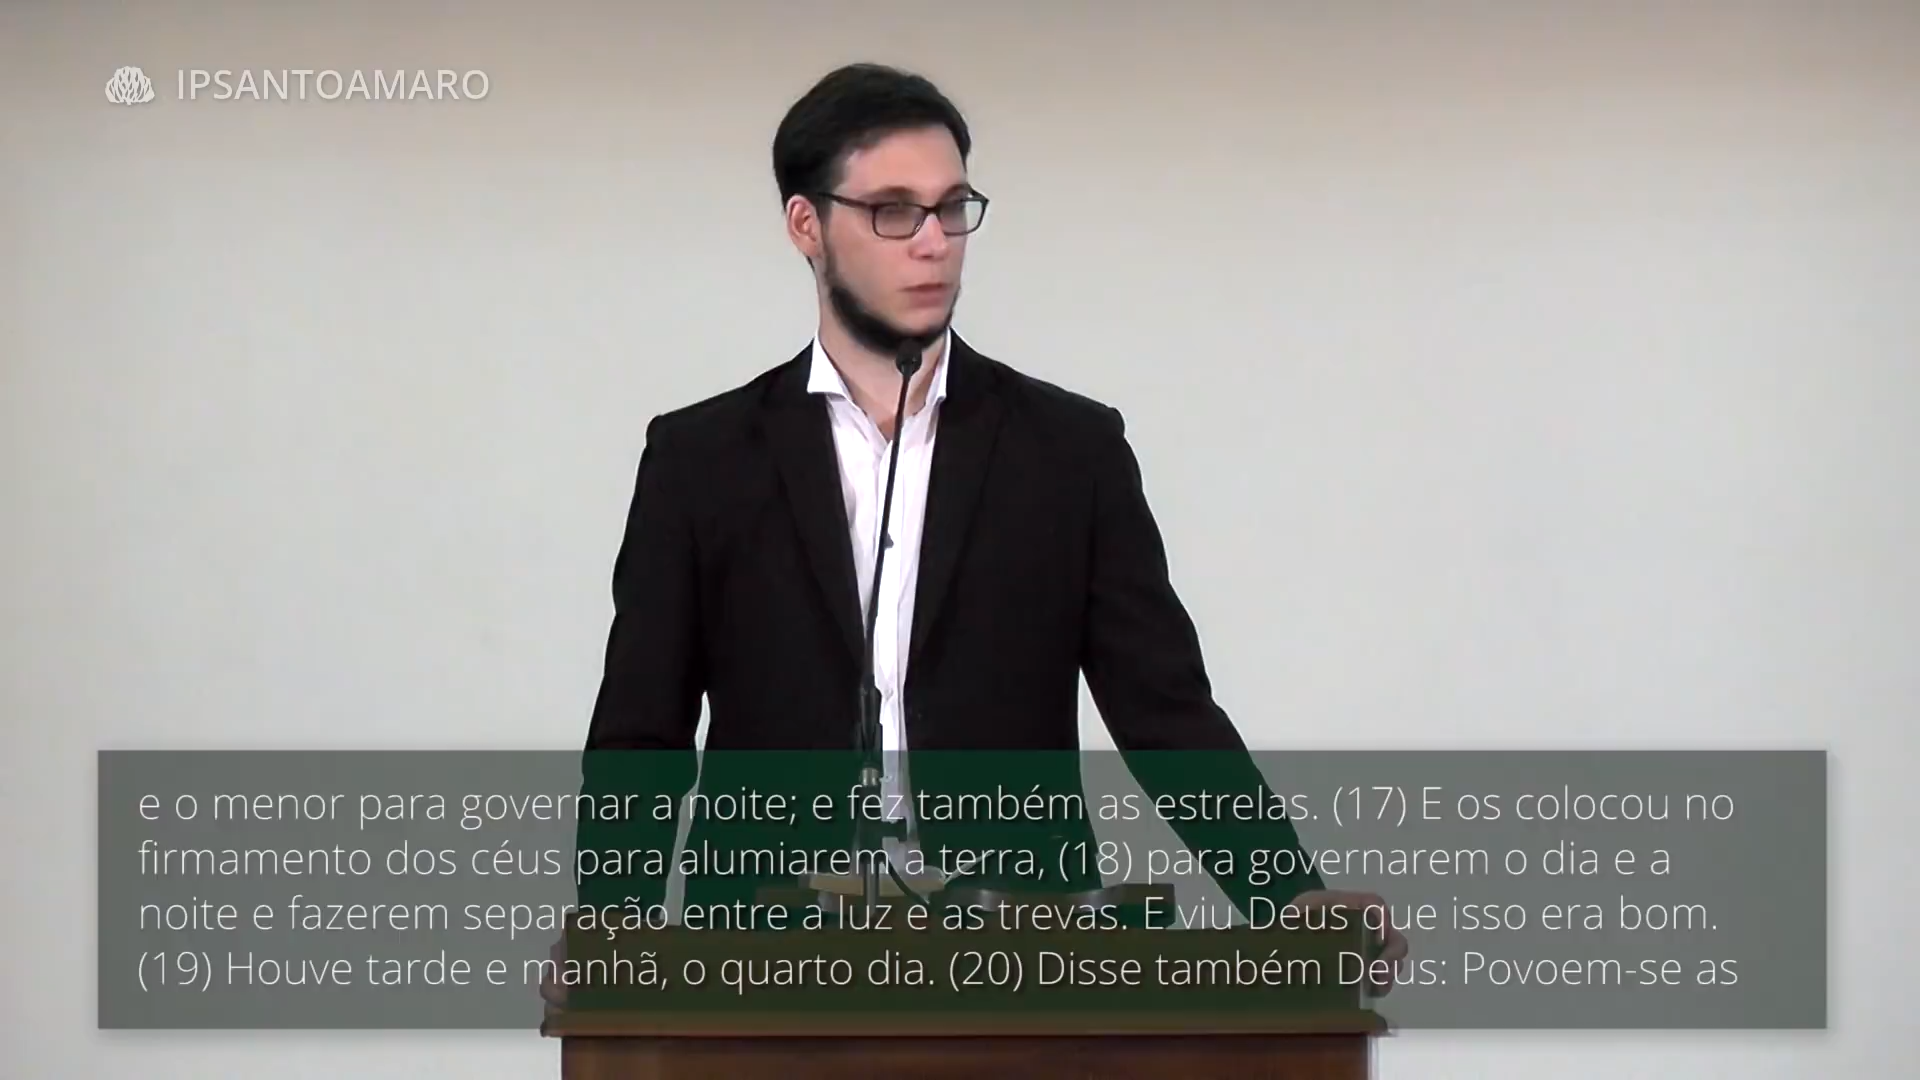 IPSANTOAMARO
e o menor para governar a noite; e fez também as estrelas. (17) E os colocou no
firmamento dos céus para alumiarem a terra, (18) para governarem o dia e a
noite e fazerem separação entre a luz e as trevas. E viu Deus que isso era bom.
(19) Houve tarde e manhã, o quarto dia. (20) Disse também Deus: Povoem-se as